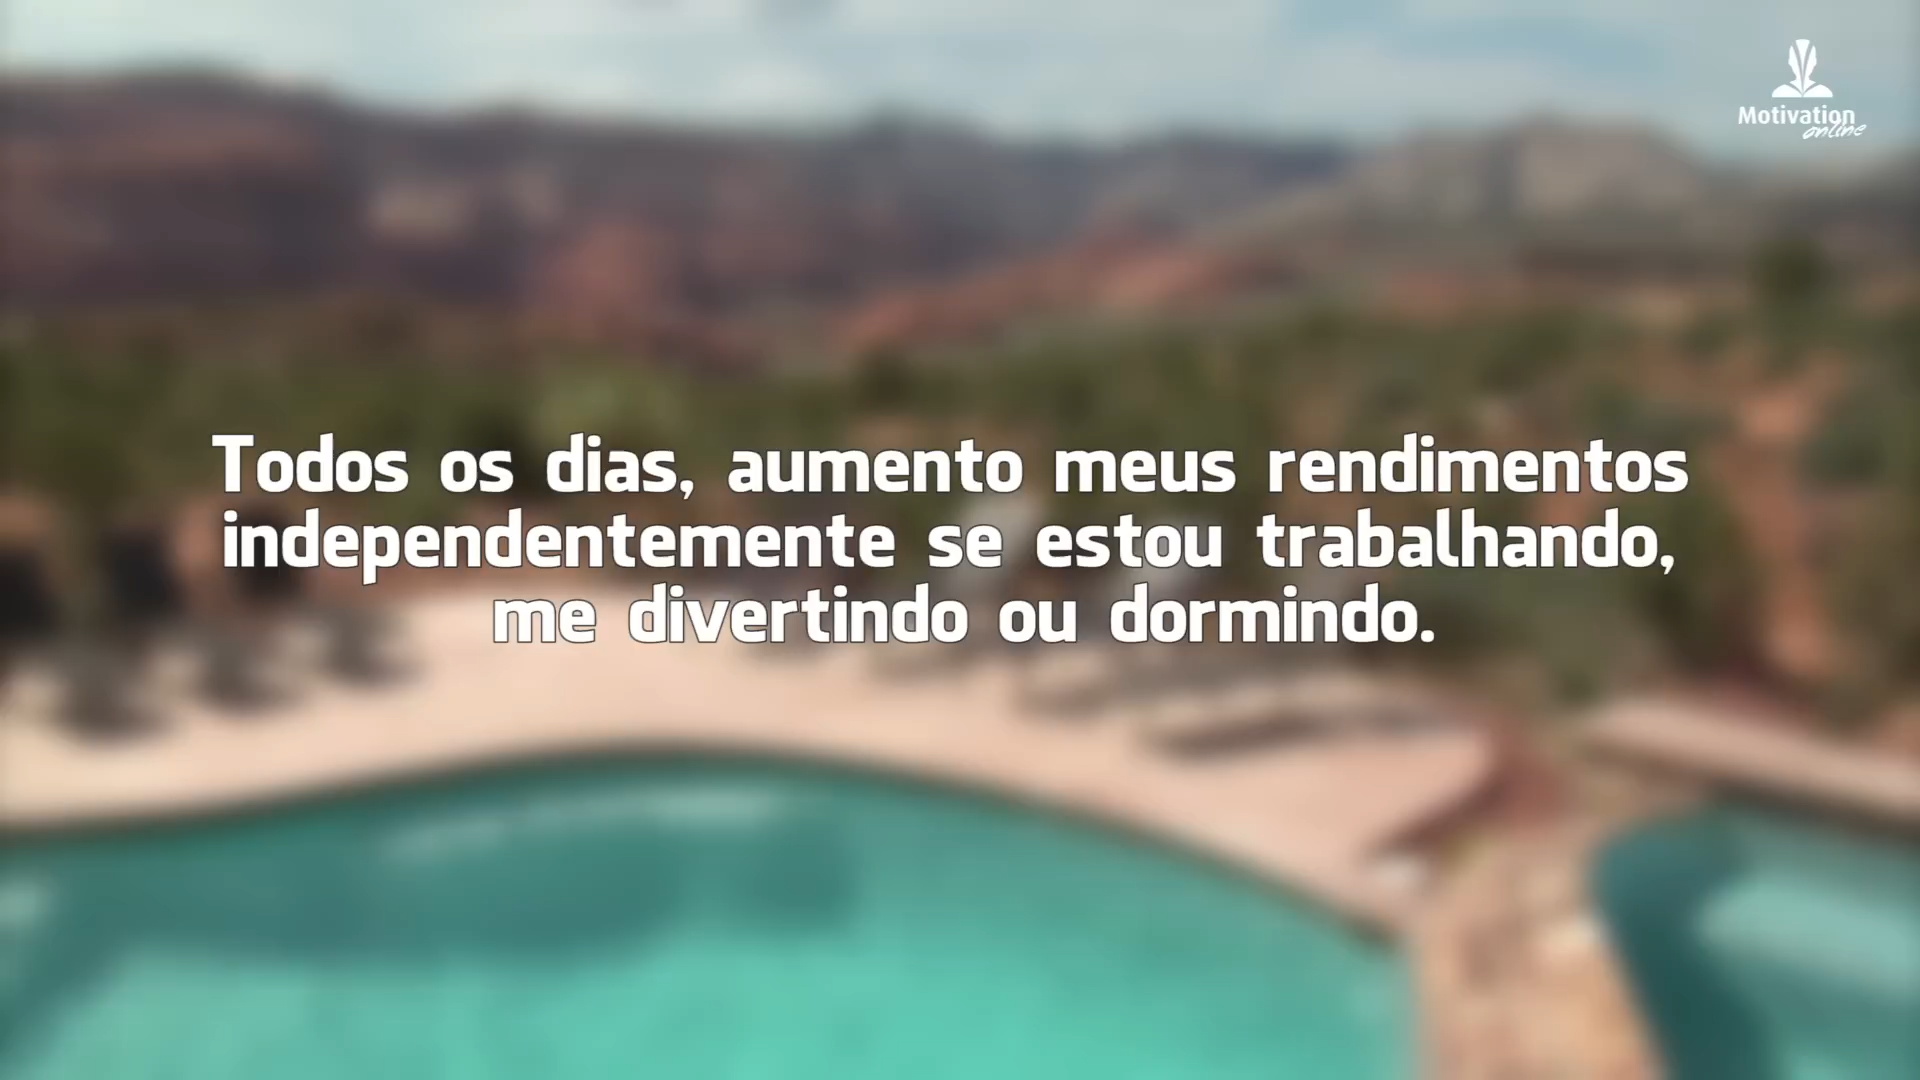 Motivation
online
Todos os dias, aumento meus rendimentos
independentemente se estou trabalhando,
me divertindo ou dormindo.